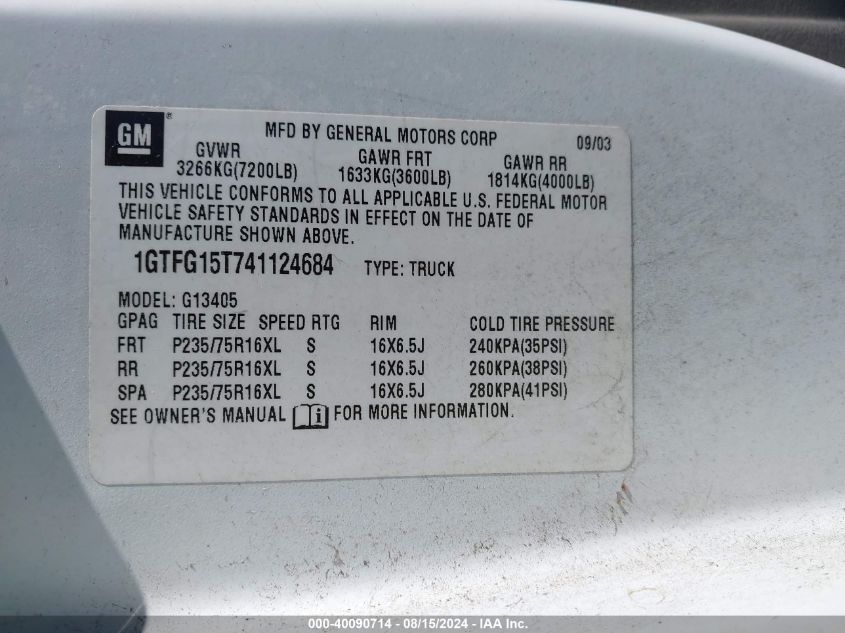 GM®
MFD BY GENERAL MOTORS CORP 09/03
GVWR GAWR FRT GAWR RR
3266KG(7200LB) 1633KG(3600LB) 1814KG(4000LB)
THIS VEHICLE CONFORMS TO ALL APPLICABLE U.S. FEDERAL MOTOR
VEHICLE SAFETY STANDARDS IN EFFECT ON THE DATE OF
MANUFACTURE SHOWN ABOVE.
1GTFG15T741124684 TYPE: TRUCK
MODEL: G13405
GPAG TIRE SIZE SPEED RTG RIM COLD TIRE PRESSURE
FRT P235/75R16XL S 16X6.5J 240KPA(35PSI)
RR P235/75R16XL S 16X6.5J 260KPA(38PSI)
SPA P235/75R16XL S 16X6.5J 280KPA(41PSI)
SEE OWNER'S MANUAL i FOR MORE INFORMATION.
000-40090714 - 08/15/2024 - IAA Inc.